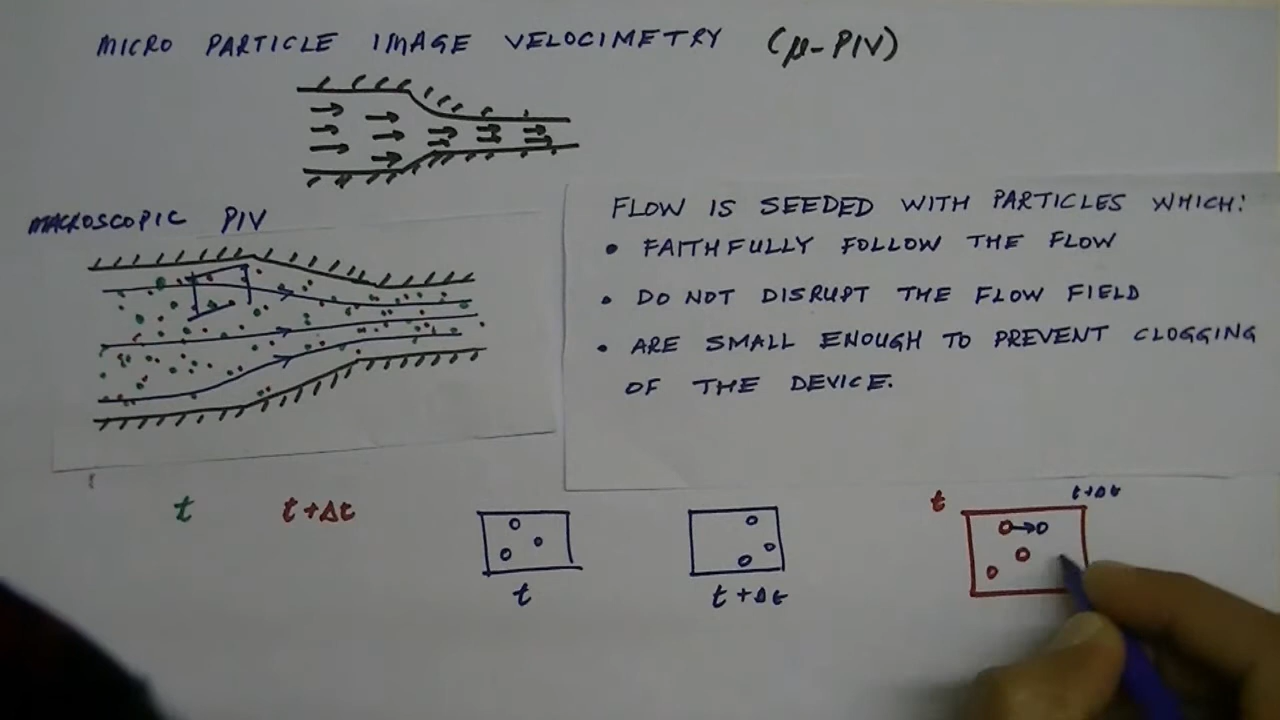 MICRO PARTICLE IMAGE VELOCIMETRY (μ-PIV)
MACROSCOPIC PIV
FLOW IS SEEDED WITH PARTICLES WHICH:
• FAITHFULLY FOLLOW THE FLOW
• DO NOT DISRUPT THE FLOW FIELD
• ARE SMALL ENOUGH TO PREVENT CLOGGING
OF THE DEVICE.
t t+Δt
t
t+Δt
t t+Δt